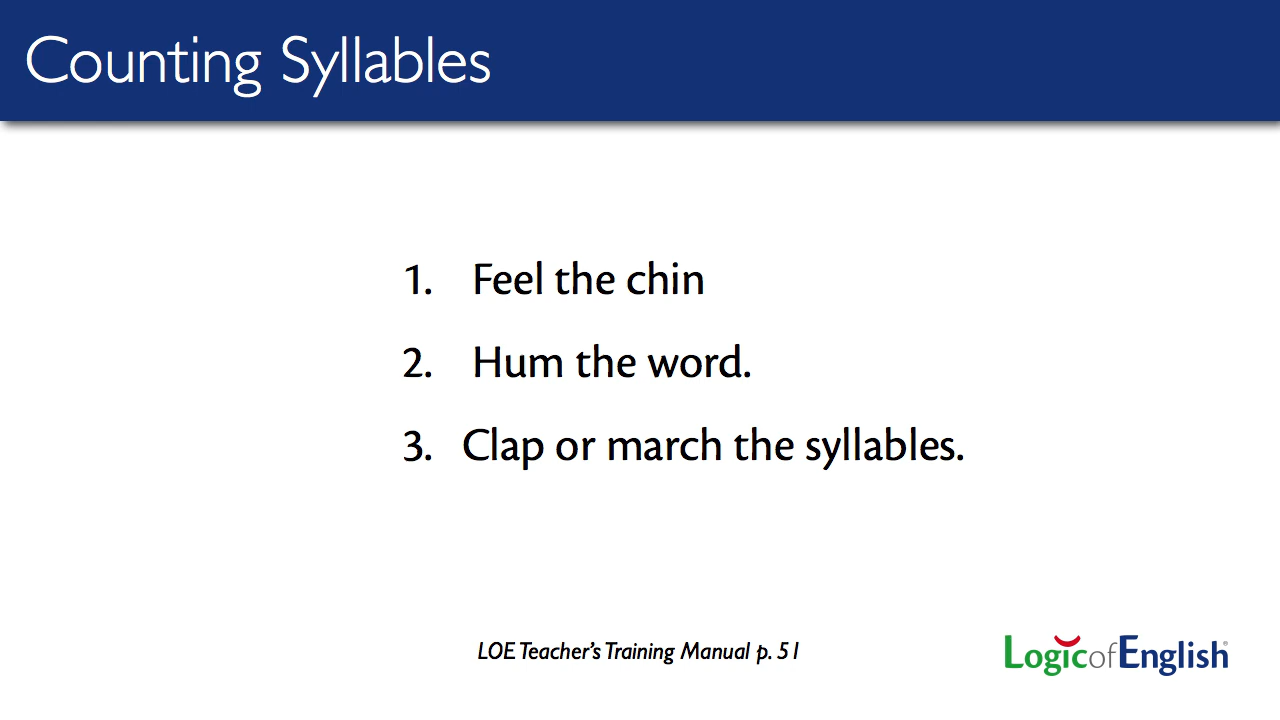 Counting Syllables
1. Feel the chin
2. Hum the word.
3. Clap or march the syllables.
LOE Teacher's Training Manual p. 51
LogicofEnglish®